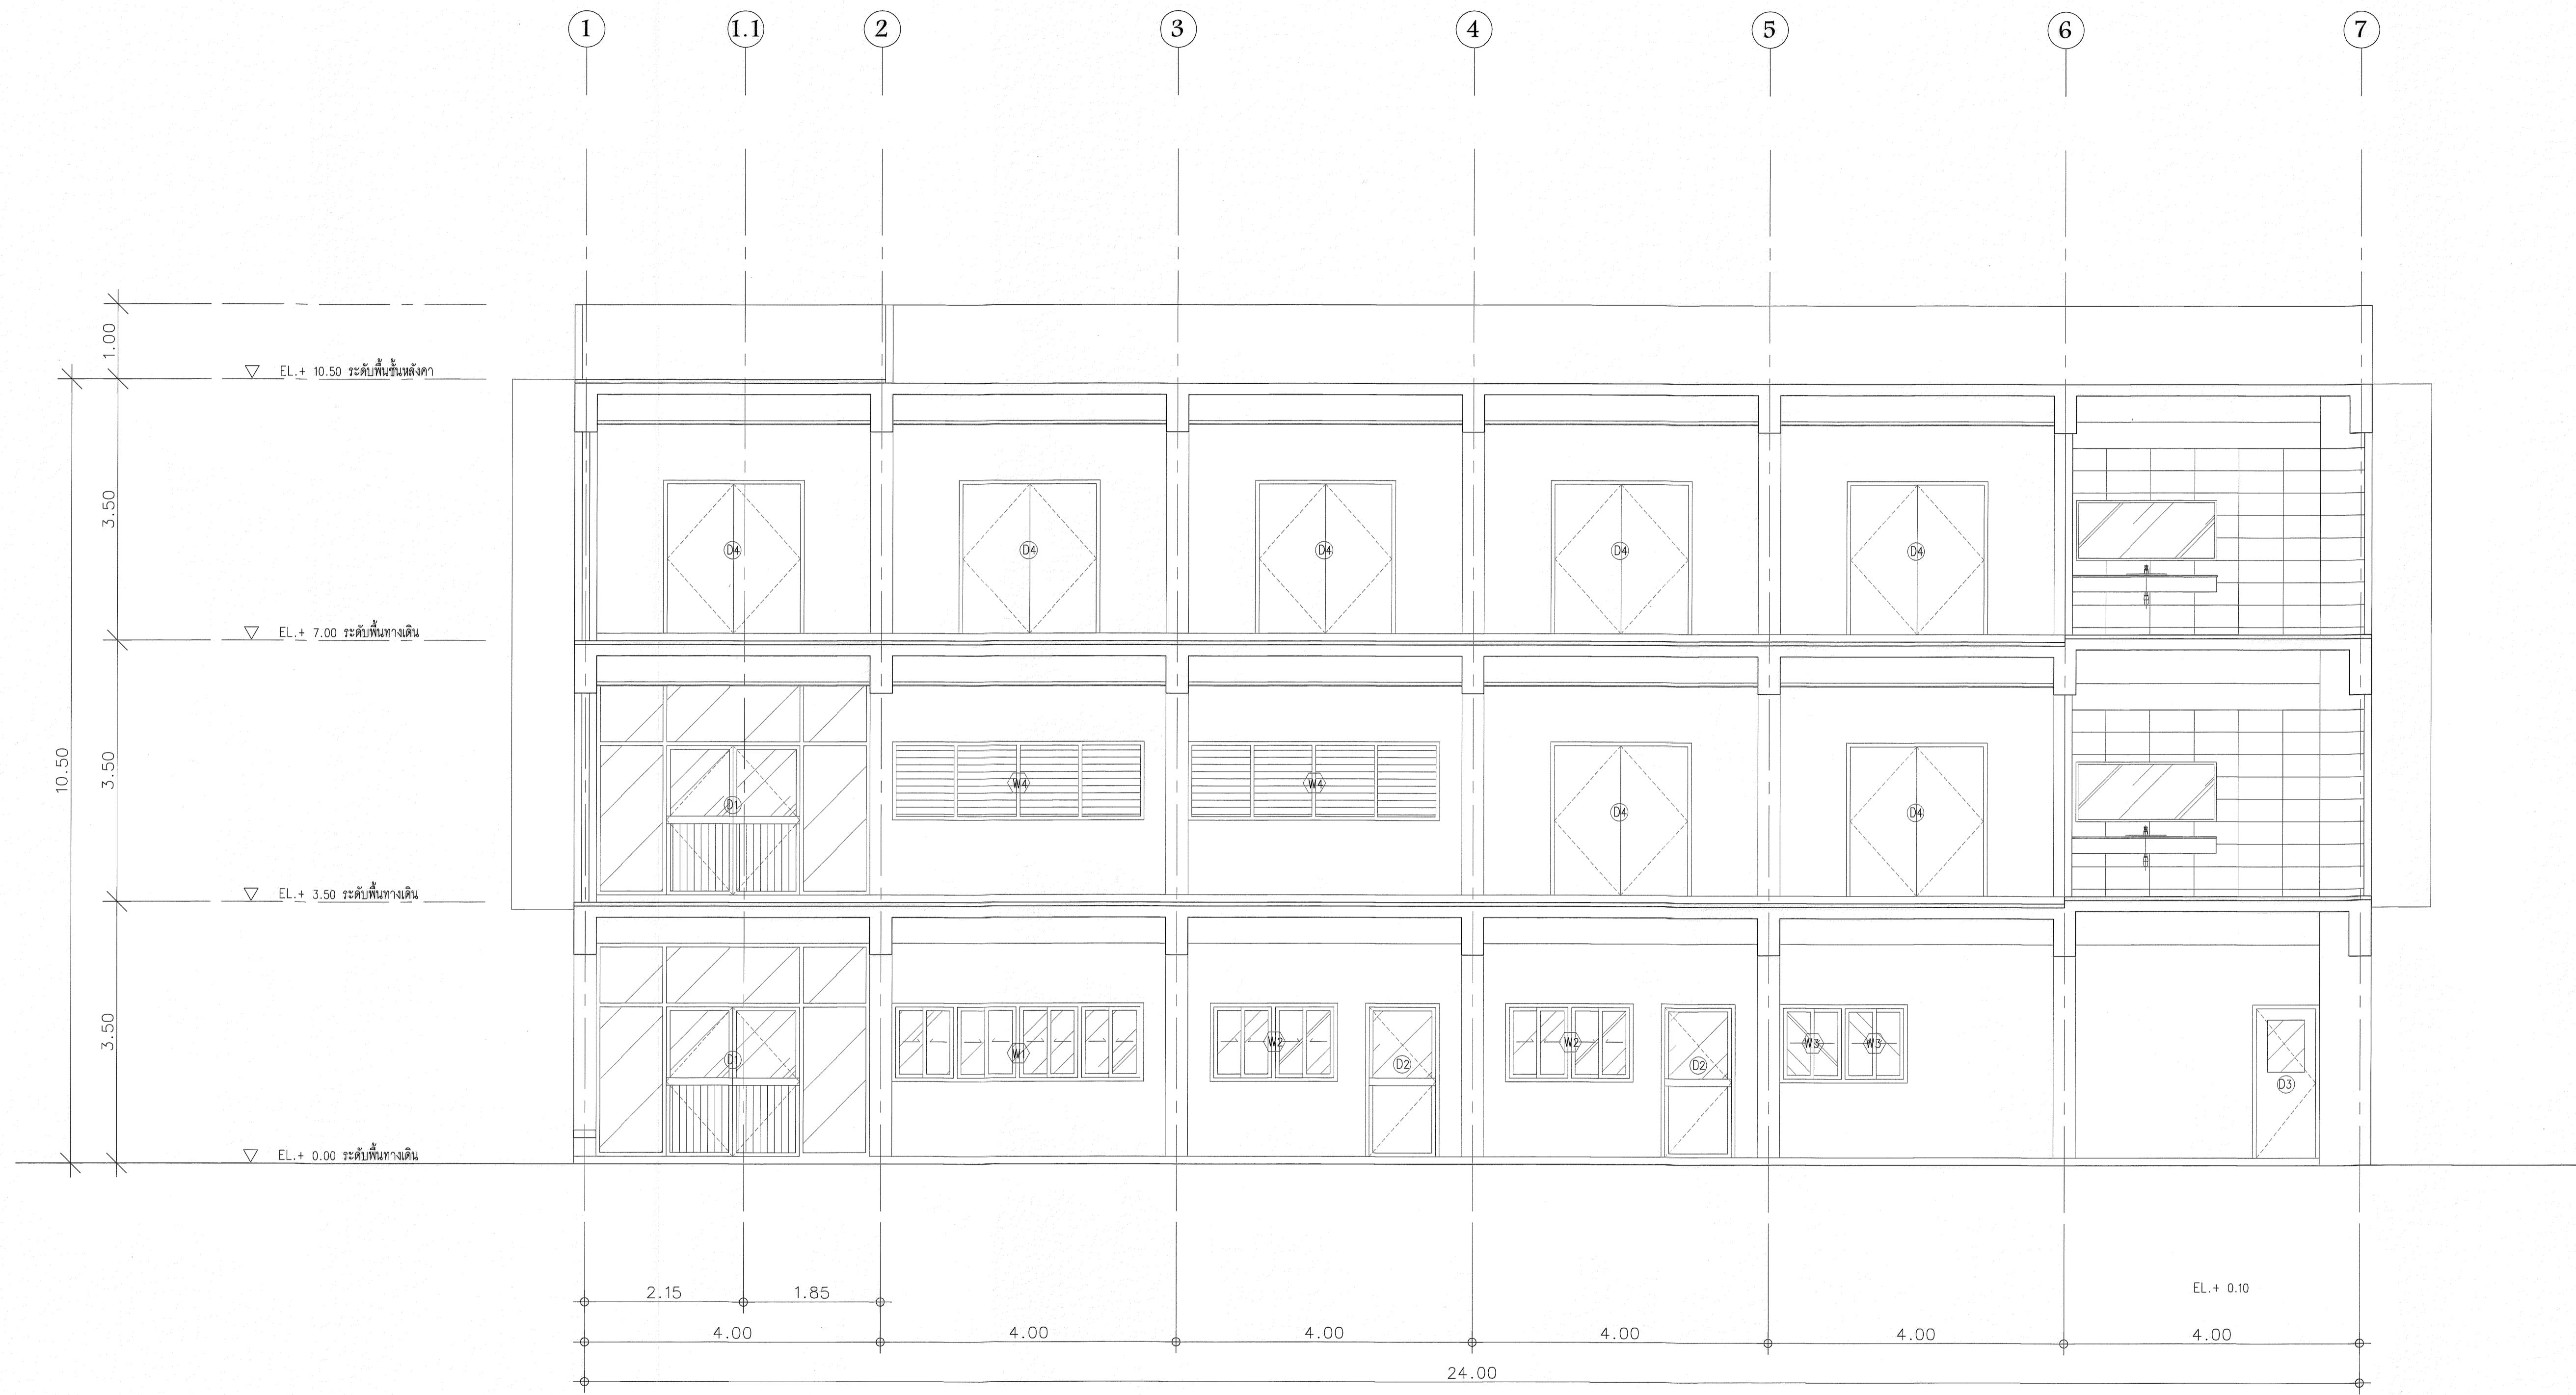 1 1.1 2 3 4 5 6 7
1.00
EL.+ 10.50 ระดับพื้นชั้นหลังคา
3.50
D4 D4 D4 D4 D4
EL.+ 7.00 ระดับพื้นทางเดิน
10.50
3.50
D1 W4 W4 D4 D4
EL.+ 3.50 ระดับพื้นทางเดิน
3.50
D1 W1 W2 D2 W2 D2 W3 W3 D3
EL.+ 0.00 ระดับพื้นทางเดิน
EL.+ 0.10
2.15 1.85
4.00 4.00 4.00 4.00 4.00 4.00
24.00